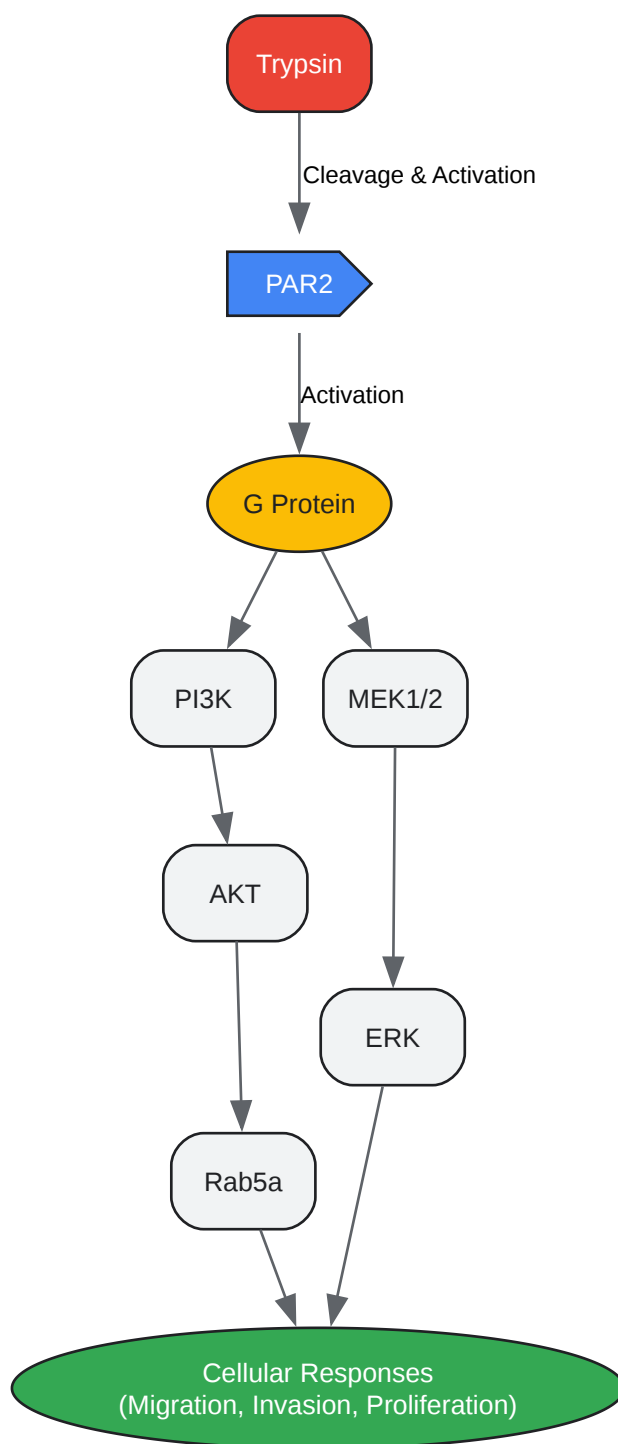 Trypsin
Cleavage & Activation
PAR2
Activation
G Protein
PI3K
MEK1/2
AKT
ERK
Rab5a
Cellular Responses
(Migration, Invasion, Proliferation)